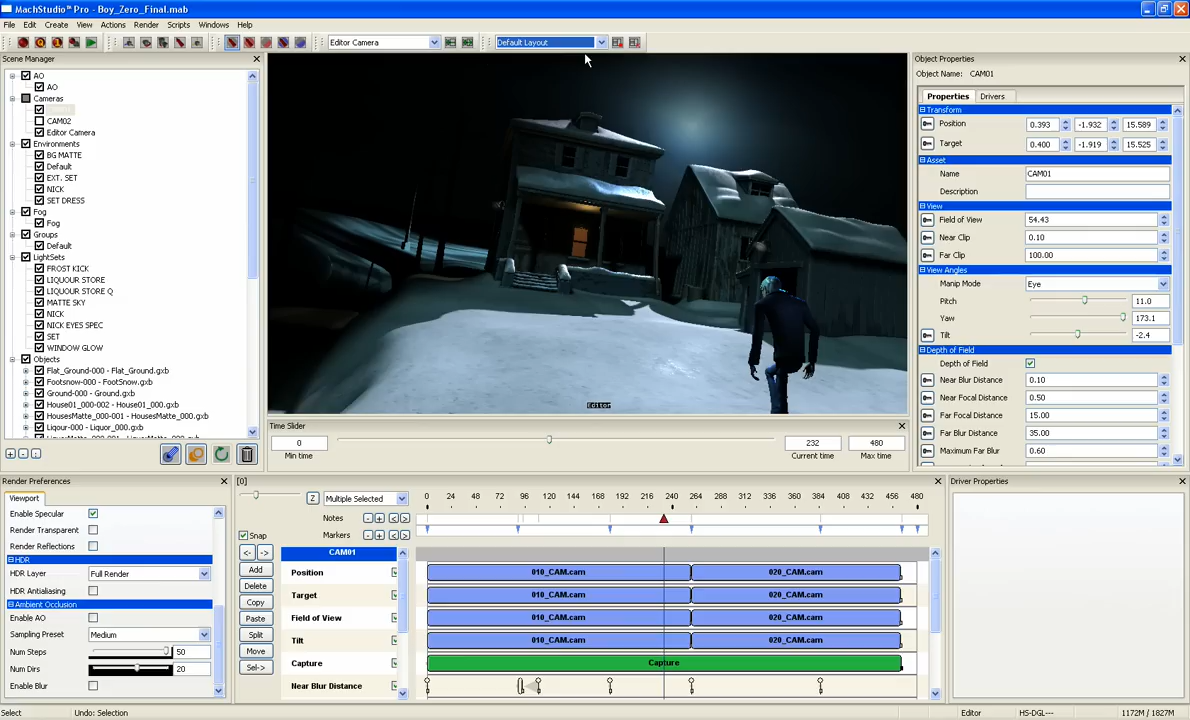 MachStudio™ Pro - Boy_Zero_Final.mab
File Edit Create View Actions Render Scripts Windows Help
Editor Camera
Default Layout
Scene Manager
AO
AO
Cameras
CAM02
Editor Camera
Environments
BG MATTE
Default
EXT. SET
NICK
SET DRESS
Fog
Fog
Groups
Default
LightSets
FROST KICK
LIQUOUR STORE
LIQUOUR STORE Q
MATTE SKY
NICK
NICK EYES SPEC
SET
WINDOW GLOW
Objects
Flat_Ground-000 - Flat_Ground.gxb
Footsnow-000 - FootSnow.gxb
Ground-000 - Ground.gxb
House01_000-002 - House01_000.gxb
HousesMatte_000-001 - HousesMatte_000.gxb
Liqour-000 - Liquor_000.gxb
Editor
Time Slider
0
232
480
Min time
Current time
Max time
Object Properties
Object Name: CAM01
Properties Drivers
Transform
Position 0.393 -1.932 15.589
Target 0.400 -1.919 15.525
Asset
Name CAM01
Description
View
Field of View 54.43
Near Clip 0.10
Far Clip 100.00
View Angles
Manip Mode Eye
Pitch 11.0
Yaw 173.1
Tilt -2.4
Depth of Field
Depth of Field
Near Blur Distance 0.10
Near Focal Distance 0.50
Far Focal Distance 15.00
Far Blur Distance 35.00
Maximum Far Blur 0.60
Render Preferences
Viewport
Enable Specular
Render Transparent
Render Reflections
HDR
HDR Layer Full Render
HDR Antialiasing
Ambient Occlusion
Enable AO
Sampling Preset Medium
Num Steps 50
Num Dirs 20
Enable Blur
[0]
Z Multiple Selected
0 24 48 72 96 120 144 168 192 216 240 264 288 312 336 360 384 408 432 456 480
Notes - + < >
Markers - + < >
Snap
<- ->
Add
Delete
Copy
Paste
Split
Move
Sel->
CAM01
Position 010_CAM.cam 020_CAM.cam
Target 010_CAM.cam 020_CAM.cam
Field of View 010_CAM.cam 020_CAM.cam
Tilt 010_CAM.cam 020_CAM.cam
Capture Capture
Near Blur Distance
Driver Properties
Select Undo: Selection Editor HS-DGL--- 1172M / 1827M